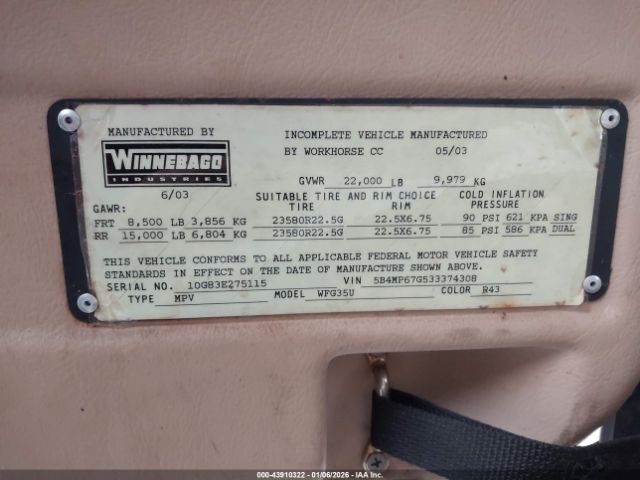 MANUFACTURED BY
WINNEBAGO
INDUSTRIES
6/03
INCOMPLETE VEHICLE MANUFACTURED
BY WORKHORSE CC 05/03
GVWR 22,000 LB 9,979 KG
SUITABLE TIRE AND RIM CHOICE COLD INFLATION
GAWR: TIRE RIM PRESSURE
FRT 8,500 LB 3,856 KG 23580R22.5G 22.5X6.75 90 PSI 621 KPA SING
RR 15,000 LB 6,804 KG 23580R22.5G 22.5X6.75 85 PSI 586 KPA DUAL
THIS VEHICLE CONFORMS TO ALL APPLICABLE FEDERAL MOTOR VEHICLE SAFETY
STANDARDS IN EFFECT ON THE DATE OF MANUFACTURE SHOWN ABOVE.
SERIAL NO. 10G83E275115 VIN 5B4MP67G533374308
TYPE MPV MODEL WFG35U COLOR R43
000-43910322 | 01/06/2026 | IAA Inc.